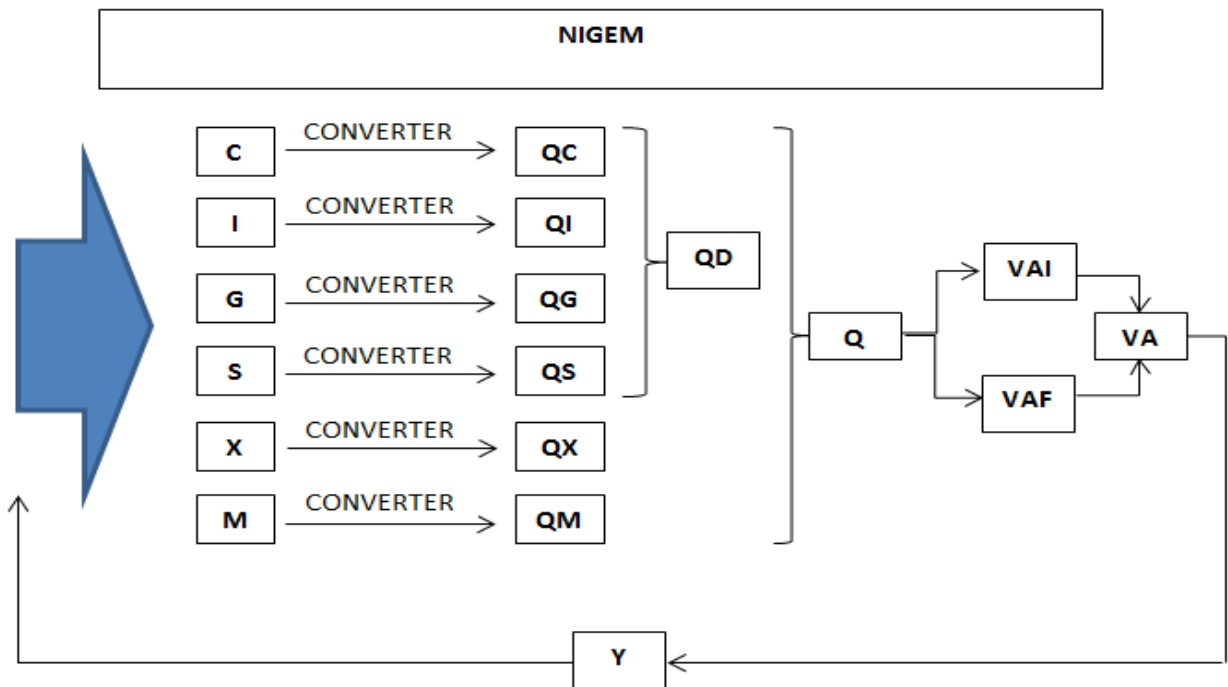 NIGEM
C CONVERTER QC
I CONVERTER QI
G CONVERTER QG
S CONVERTER QS
X CONVERTER QX
M CONVERTER QM
QD
Q
VAI
VAF
VA
Y